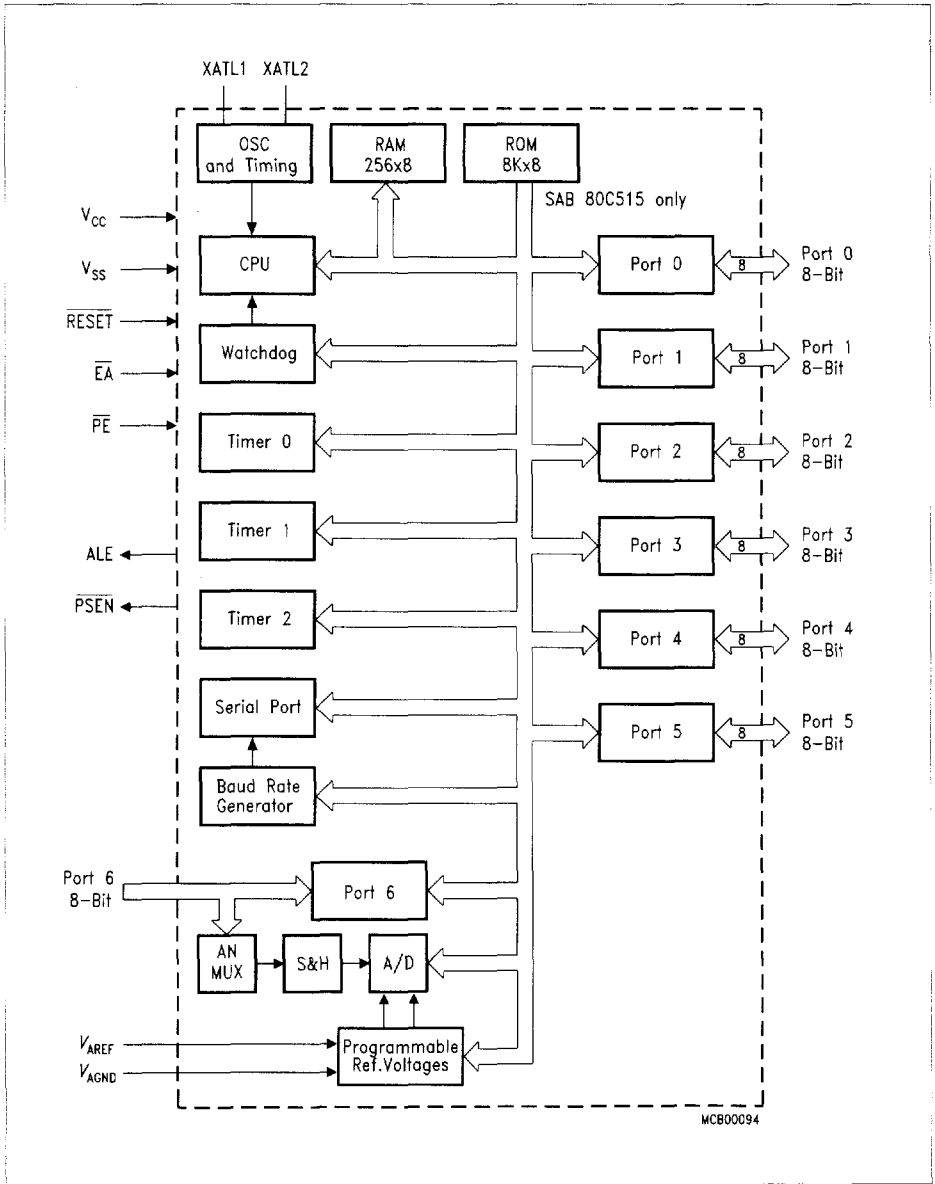 XATL1 XATL2
OSC
and Timing
RAM
256x8
ROM
8Kx8
SAB 80C515 only
V_CC
V_SS
R̅E̅S̅E̅T̅
E̅A̅
P̅E̅
ALE
P̅S̅E̅N̅
CPU
Watchdog
Timer 0
Timer 1
Timer 2
Serial Port
Baud Rate
Generator
Port 0
8
Port 0
8-Bit
Port 1
8
Port 1
8-Bit
Port 2
8
Port 2
8-Bit
Port 3
8
Port 3
8-Bit
Port 4
8
Port 4
8-Bit
Port 5
8
Port 5
8-Bit
Port 6
8-Bit
Port 6
AN
MUX
S&H
A/D
V_AREF
V_AGND
Programmable
Ref.Voltages
MCB00094